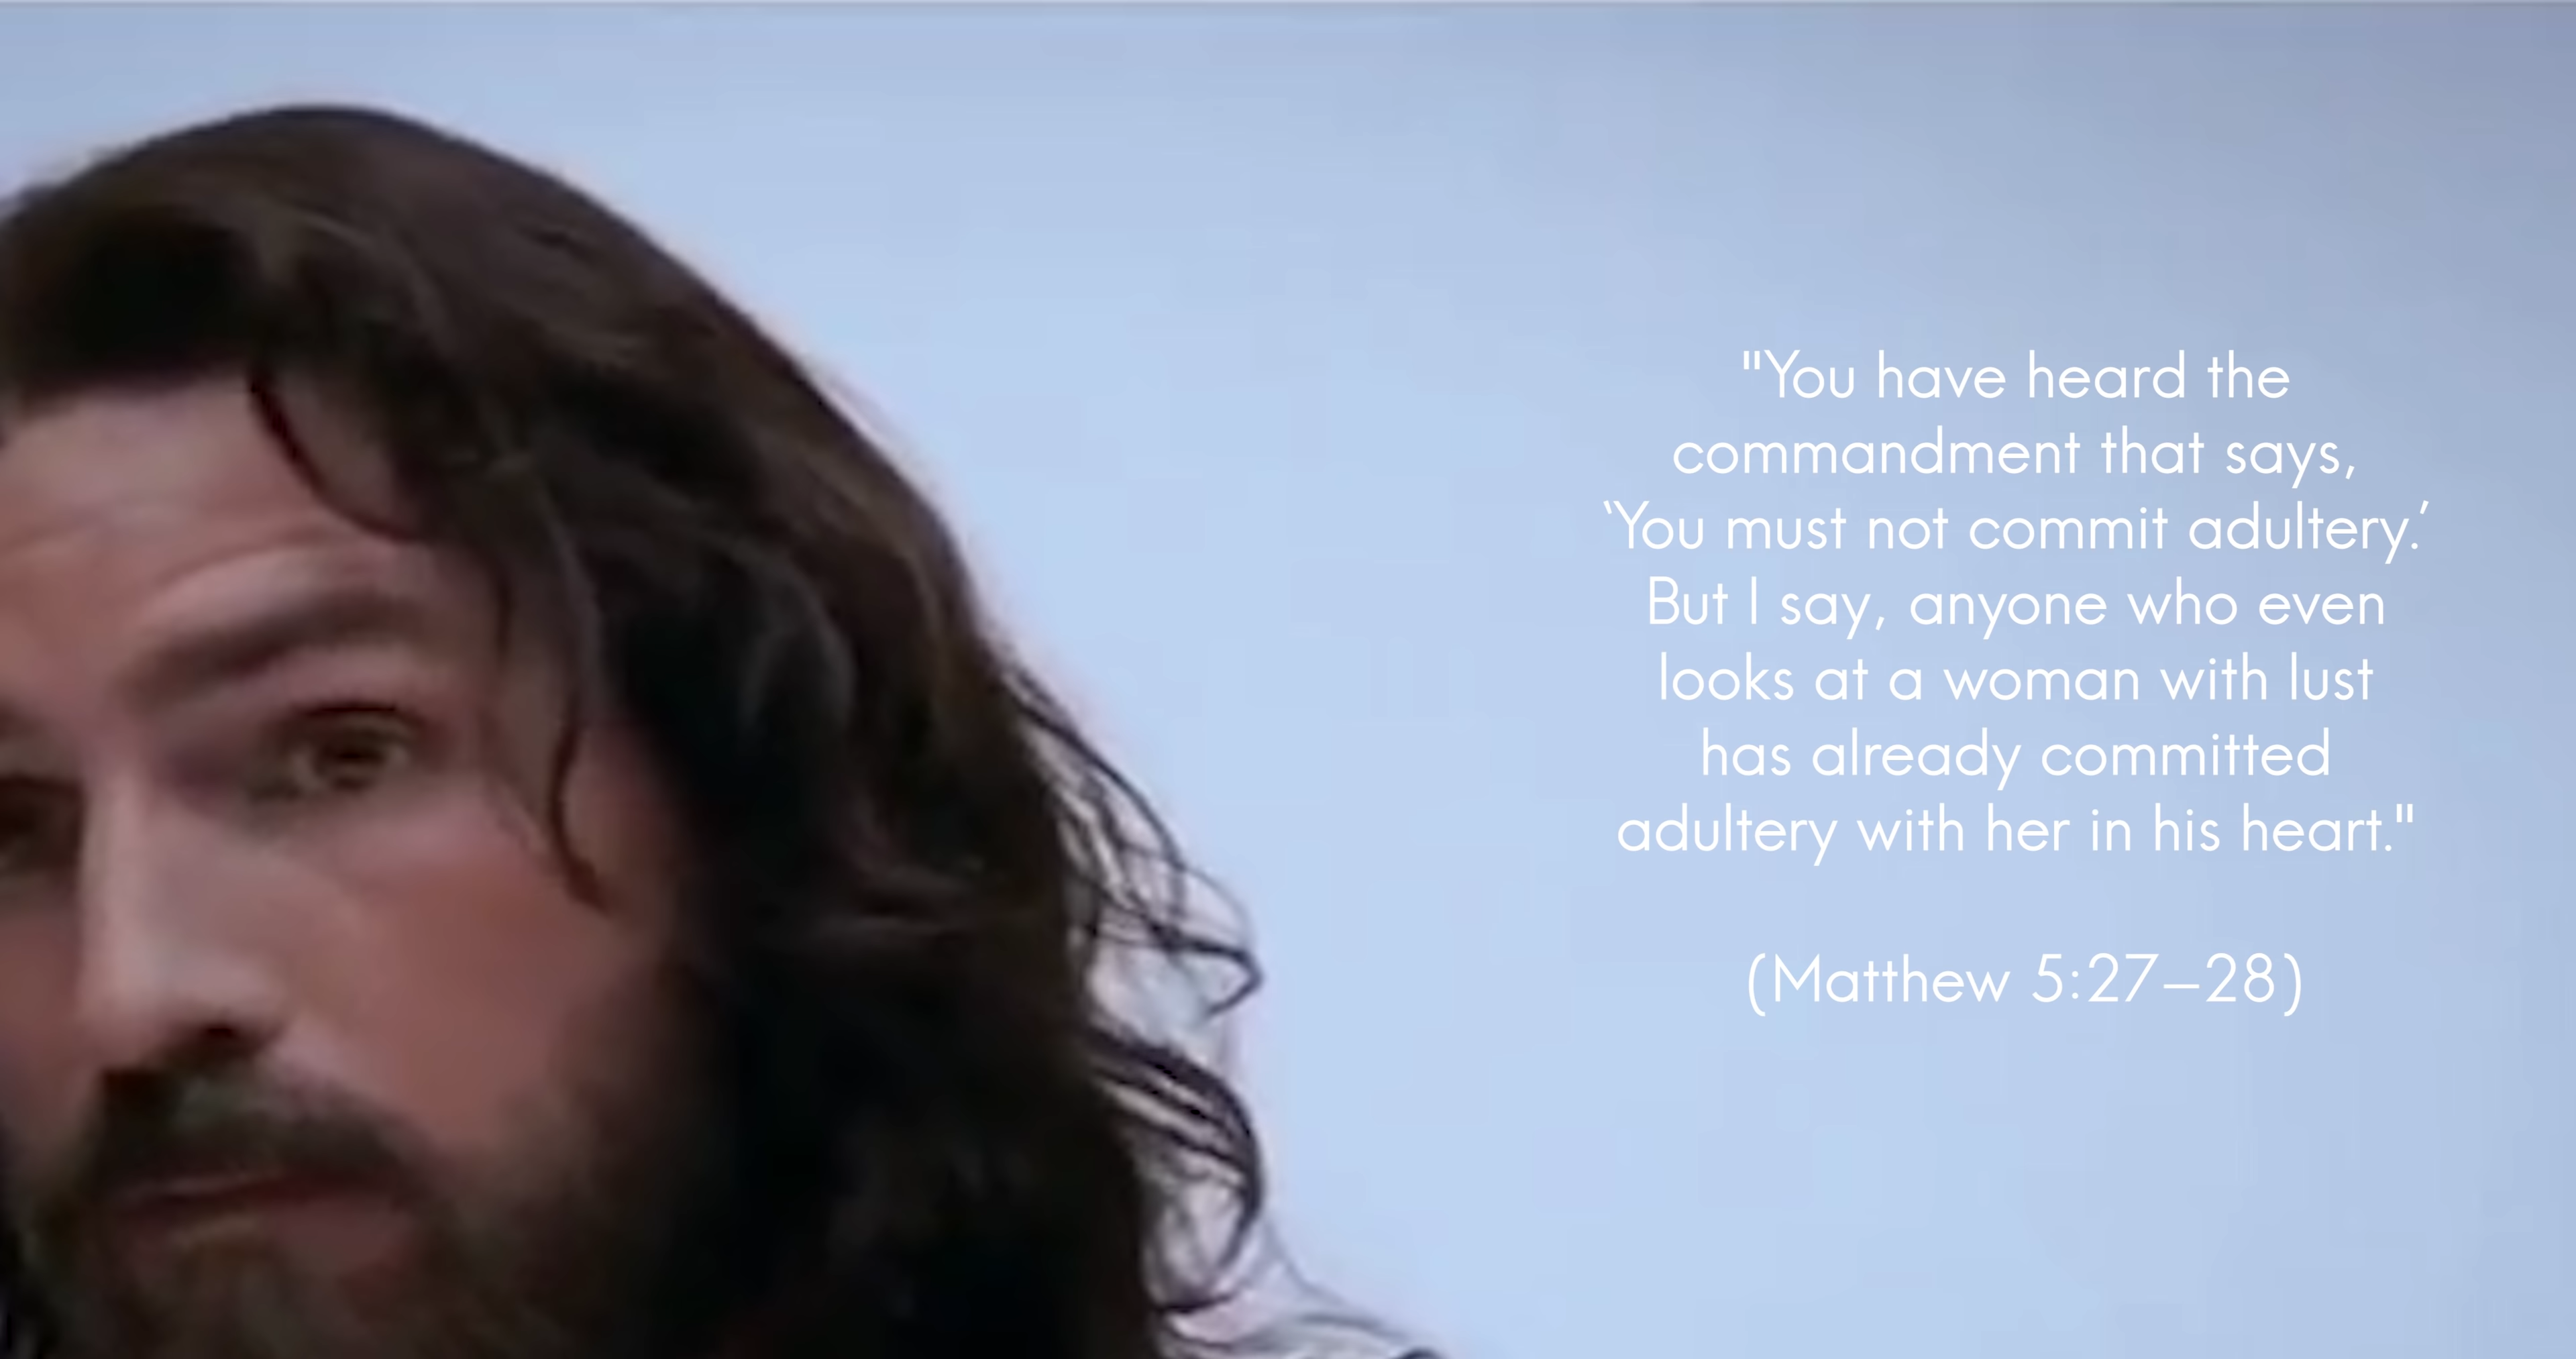 "You have heard the
commandment that says,
‘You must not commit adultery.’
But I say, anyone who even
looks at a woman with lust
has already committed
adultery with her in his heart."
(Matthew 5:27–28)